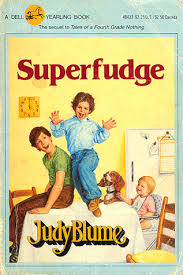 A DELL YEARLING BOOK
The sequel to Tales of a Fourth Grade Nothing.
Superfudge
Judy Blume